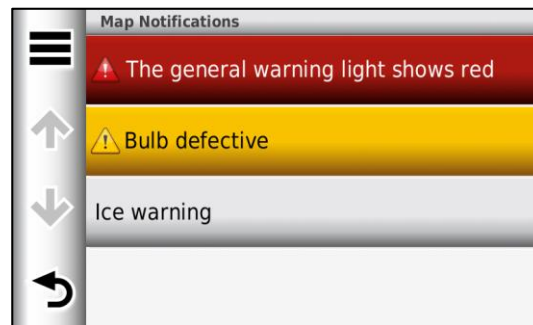 Map Notifications
The general warning light shows red
Bulb defective
Ice warning